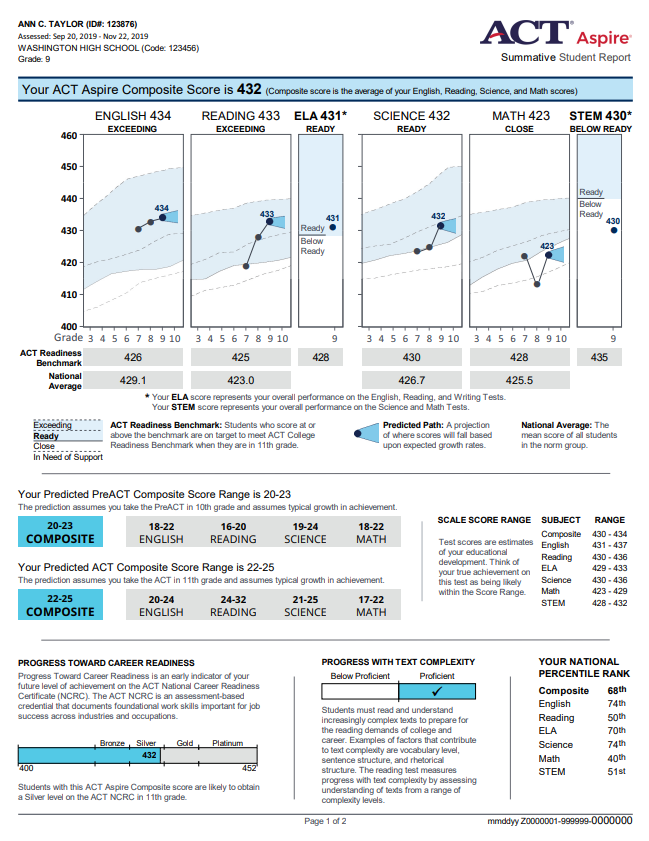 ANN C. TAYLOR (ID#: 123876)
Assessed: Sep 20, 2019 - Nov 22, 2019
WASHINGTON HIGH SCHOOL (Code: 123456)
Grade: 9
ACT Aspire®
Summative Student Report
Your ACT Aspire Composite Score is 432 (Composite score is the average of your English, Reading, Science, and Math scores)
ENGLISH 434 READING 433 ELA 431* SCIENCE 432 MATH 423 STEM 430*
EXCEEDING EXCEEDING READY READY CLOSE BELOW READY
460
450
440
430
420
410
400
434
433
431
Ready
Below
Ready
432
423
Ready
Below
Ready
430
Grade 3 4 5 6 7 8 9 10 3 4 5 6 7 8 9 10 9 3 4 5 6 7 8 9 10 3 4 5 6 7 8 9 10 9
ACT Readiness
Benchmark
426 425 428 430 428 435
National
Average
429.1 423.0 426.7 425.5
* Your ELA score represents your overall performance on the English, Reading, and Writing Tests.
Your STEM score represents your overall performance on the Science and Math Tests.
Exceeding
Ready
Close
In Need of Support
ACT Readiness Benchmark: Students who score at or
above the benchmark are on target to meet ACT College
Readiness Benchmark when they are in 11th grade.
Predicted Path: A projection
of where scores will fall based
upon expected growth rates.
National Average: The
mean score of all students
in the norm group.
Your Predicted PreACT Composite Score Range is 20-23
The prediction assumes you take the PreACT in 10th grade and assumes typical growth in achievement.
20-23 18-22 16-20 19-24 18-22
COMPOSITE ENGLISH READING SCIENCE MATH
Your Predicted ACT Composite Score Range is 22-25
The prediction assumes you take the ACT in 11th grade and assumes typical growth in achievement.
22-25 20-24 24-32 21-25 17-22
COMPOSITE ENGLISH READING SCIENCE MATH
SCALE SCORE RANGE
Test scores are estimates
of your educational
development. Think of
your true achievement on
this test as being likely
within the Score Range.
SUBJECT RANGE
Composite 430 - 434
English 431 - 437
Reading 430 - 436
ELA 429 - 433
Science 430 - 436
Math 423 - 429
STEM 428 - 432
PROGRESS TOWARD CAREER READINESS
Progress Toward Career Readiness is an early indicator of your
future level of achievement on the ACT National Career Readiness
Certificate (NCRC). The ACT NCRC is an assessment-based
credential that documents foundational work skills important for job
success across industries and occupations.
Bronze Silver Gold Platinum
432
400 452
Students with this ACT Aspire Composite score are likely to obtain
a Silver level on the ACT NCRC in 11th grade.
PROGRESS WITH TEXT COMPLEXITY
Below Proficient Proficient
✓
Students must read and understand
increasingly complex texts to prepare for
the reading demands of college and
career. Examples of factors that contribute
to text complexity are vocabulary level,
sentence structure, and rhetorical
structure. The reading test measures
progress with text complexity by assessing
understanding of texts from a range of
complexity levels.
YOUR NATIONAL
PERCENTILE RANK
Composite 68th
English 74th
Reading 50th
ELA 70th
Science 74th
Math 40th
STEM 51st
Page 1 of 2
mmddyy Z0000001-999999-0000000